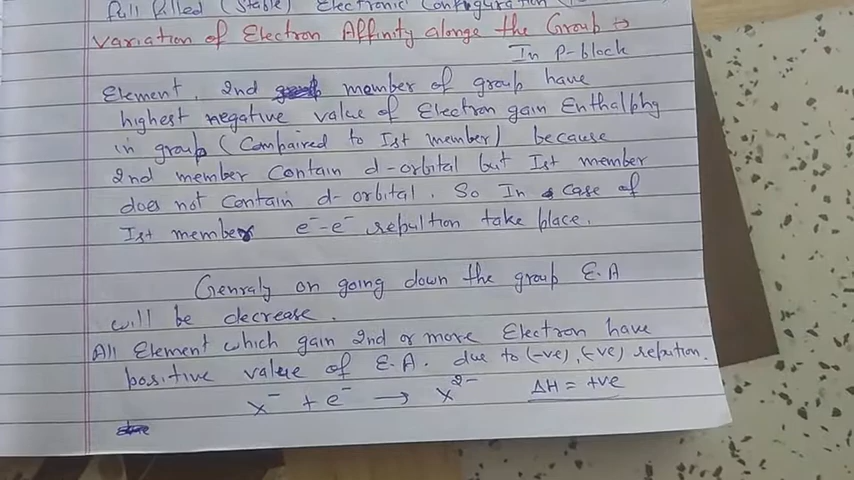 full filled (Stable) Electronic Configuration
Variation of Electron Affinity alonge the Group →
In P-block
Element. 2nd member of group have
highest negative value of Electron gain Enthalphy
in group (Compaired to Ist member) because
2nd member Contain d-orbital but Ist member
does not Contain d-orbital. So In Case of
Ist member e⁻-e⁻ repultion take place.
Genraly on going down the group E.A
will be decrease.
All Element which gain 2nd or more Electron have
positive value of E.A. due to (-ve), (-ve) repution.
x⁻ + e⁻ → x²⁻ ΔH = +ve